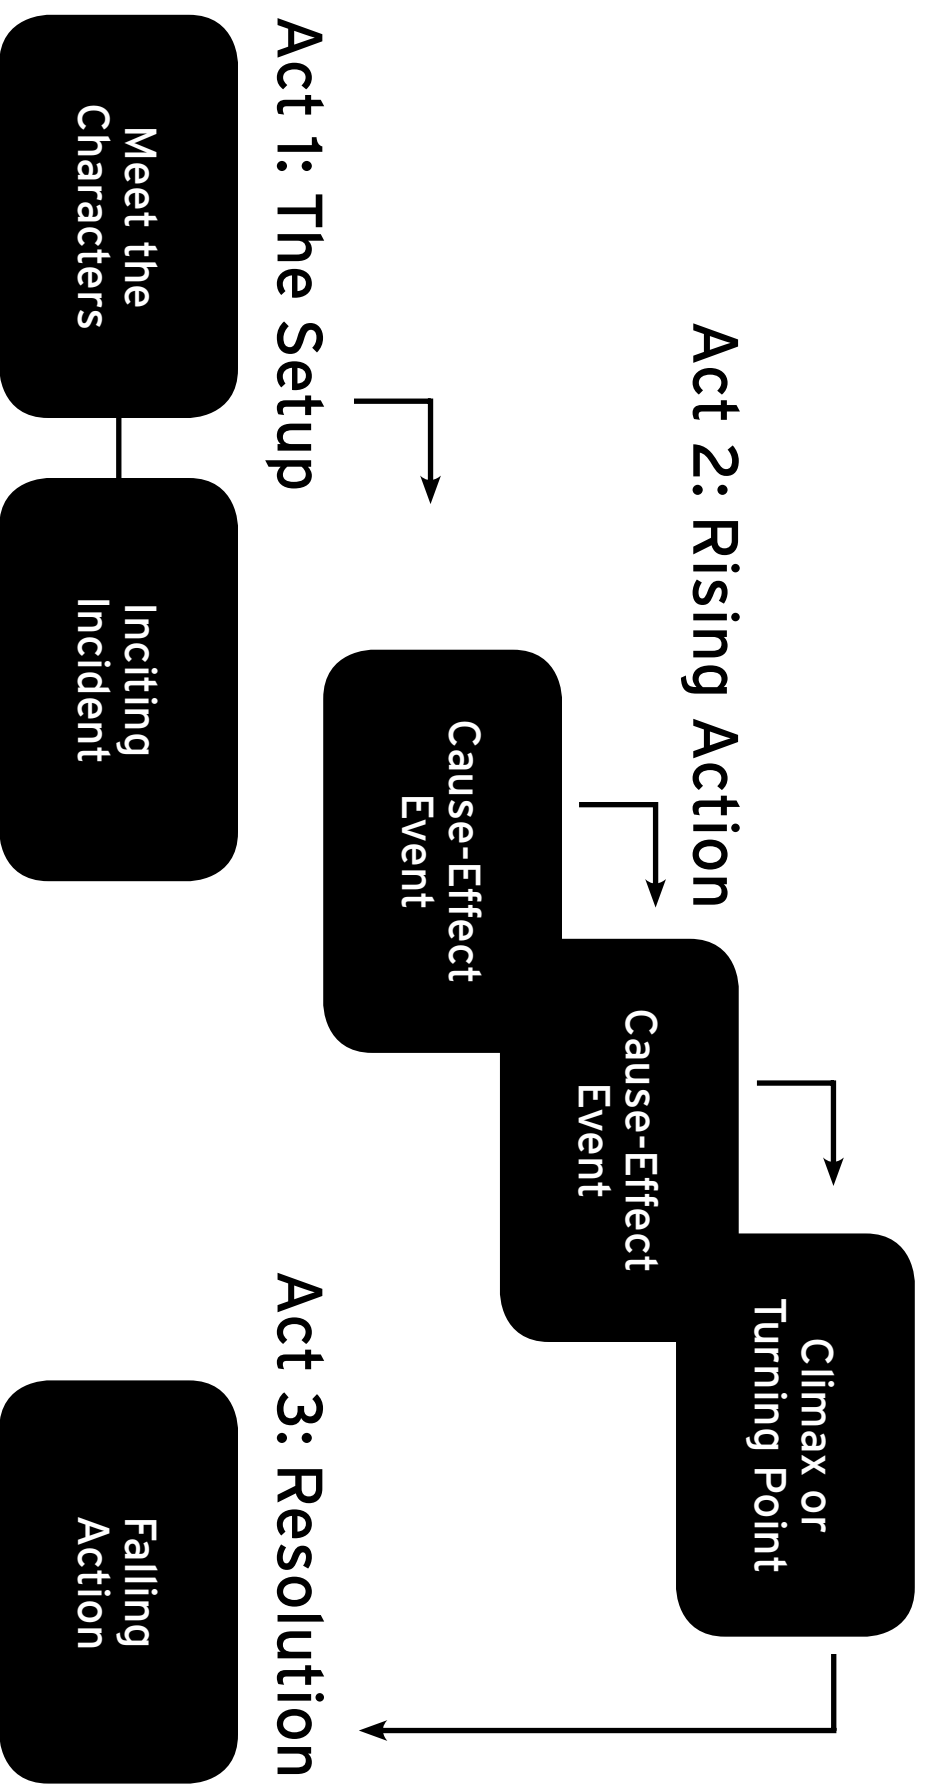 Act 1: The Setup
Meet the
Characters
Inciting
Incident
Act 2: Rising Action
Cause-Effect
Event
Cause-Effect
Event
Climax or
Turning Point
Act 3: Resolution
Falling
Action